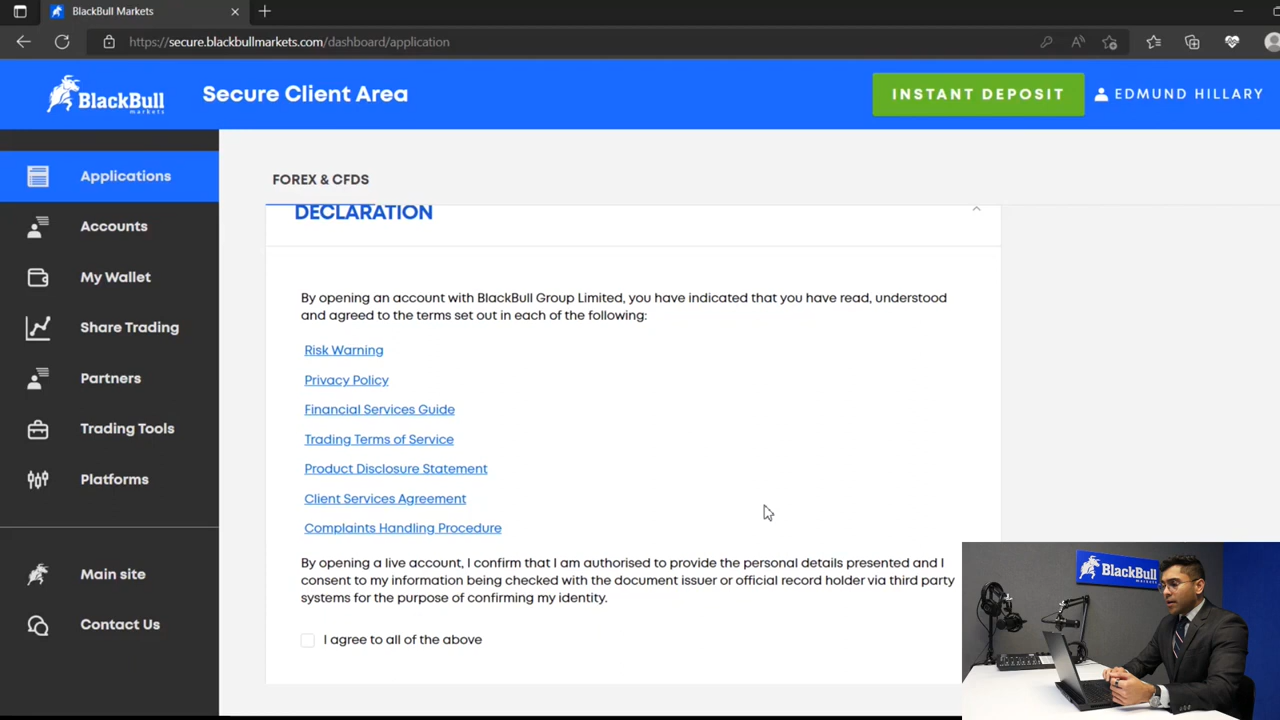 BlackBull Markets
https://secure.blackbullmarkets.com/dashboard/application
BlackBull
markets
Secure Client Area
INSTANT DEPOSIT
EDMUND HILLARY
Applications
Accounts
My Wallet
Share Trading
Partners
Trading Tools
Platforms
Main site
Contact Us
FOREX & CFDS
DECLARATION
By opening an account with BlackBull Group Limited, you have indicated that you have read, understood
and agreed to the terms set out in each of the following:
Risk Warning
Privacy Policy
Financial Services Guide
Trading Terms of Service
Product Disclosure Statement
Client Services Agreement
Complaints Handling Procedure
By opening a live account, I confirm that I am authorised to provide the personal details presented and I
consent to my information being checked with the document issuer or official record holder via third party
systems for the purpose of confirming my identity.
I agree to all of the above
BlackBull